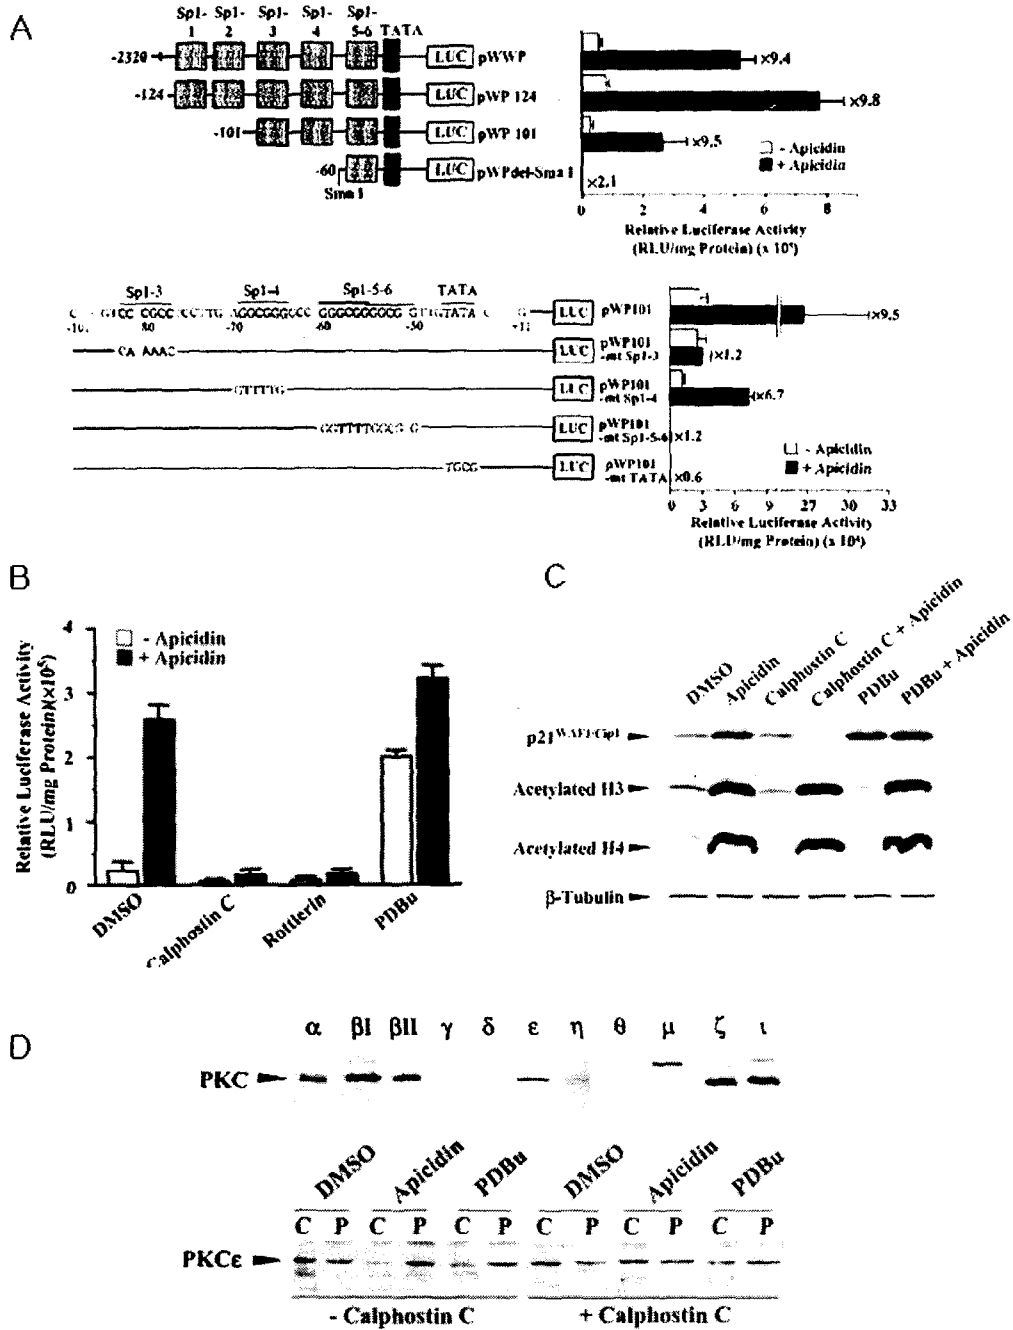 A
Sp1- Sp1- Sp1- Sp1- Sp1-
1 2 3 4 5-6 TATA
-2320 LUC pWWP ×9.4
-124 LUC pWP 124 ×9.8
-101 LUC pWP 101 ×9.5
-60 LUC pWPdel-Sma I ×2.1
Sma I
- Apicidin
+ Apicidin
0 2 4 6 8
Relative Luciferase Activity
(RLU/mg Protein) (x 10
Sp1-3 Sp1-4 Sp1-5-6 TATA
CC CGCC GGCGGG GGGCGGGGCG G TATA C G LUC pWP101 ×9.5
80 -70 -60 -50 +11
CA AAAC LUC pWP101
-mt Sp1-3 ×1.2
GTTTTG LUC pWP101
-mt Sp1-4 ×6.7
GGTTTTGGCG G LUC pWP101
-mt Sp1-5-6 ×1.2
TGCG LUC pWP101
-mt TATA ×0.6
- Apicidin
+ Apicidin
0 3 6 9 27 30 33
Relative Luciferase Activity
(RLU/mg Protein) (x 10
B
Relative Luciferase Activity
(RLU/mg Protein)(×10⁵)
4
3
2
1
0
- Apicidin
+ Apicidin
DMSO
Calphostin C
Rottlerin
PDBu
C
DMSO
Apicidin
Calphostin C
Calphostin C + Apicidin
PDBu
PDBu + Apicidin
p21WAF1/Cip1
Acetylated H3
Acetylated H4
β-Tubulin
D
α βI βII γ δ ε η θ μ ζ ι
PKC
DMSO Apicidin PDBu DMSO Apicidin PDBu
C P C P C P C P C P C P
PKCε
- Calphostin C + Calphostin C